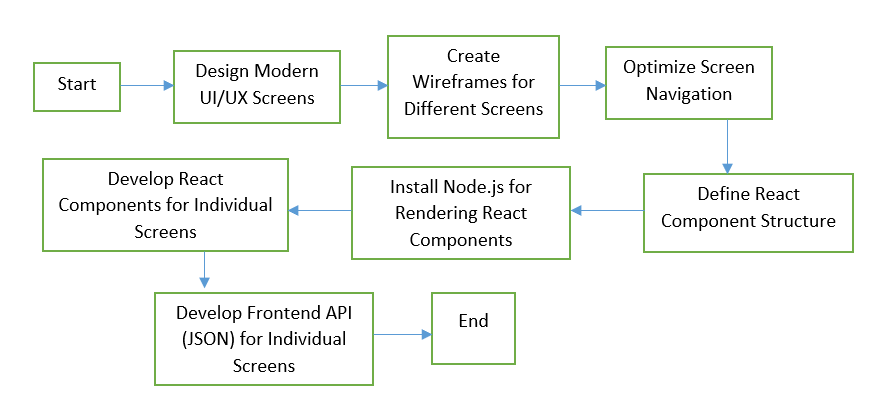 Start
Design Modern
UI/UX Screens
Create
Wireframes for
Different Screens
Optimize Screen
Navigation
Define React
Component Structure
Install Node.js for
Rendering React
Components
Develop React
Components for Individual
Screens
Develop Frontend API
(JSON) for Individual
Screens
End